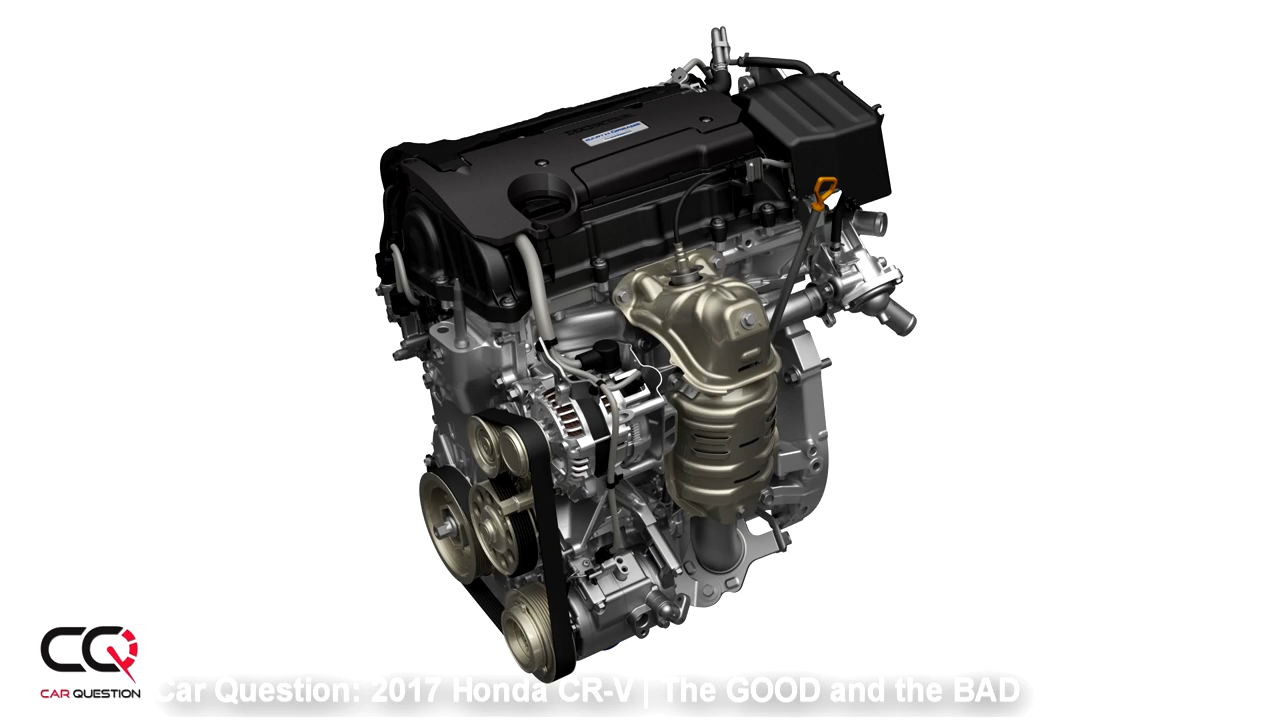 CQ
CAR QUESTION
Car Question: 2017 Honda CR-V | The GOOD and the BAD